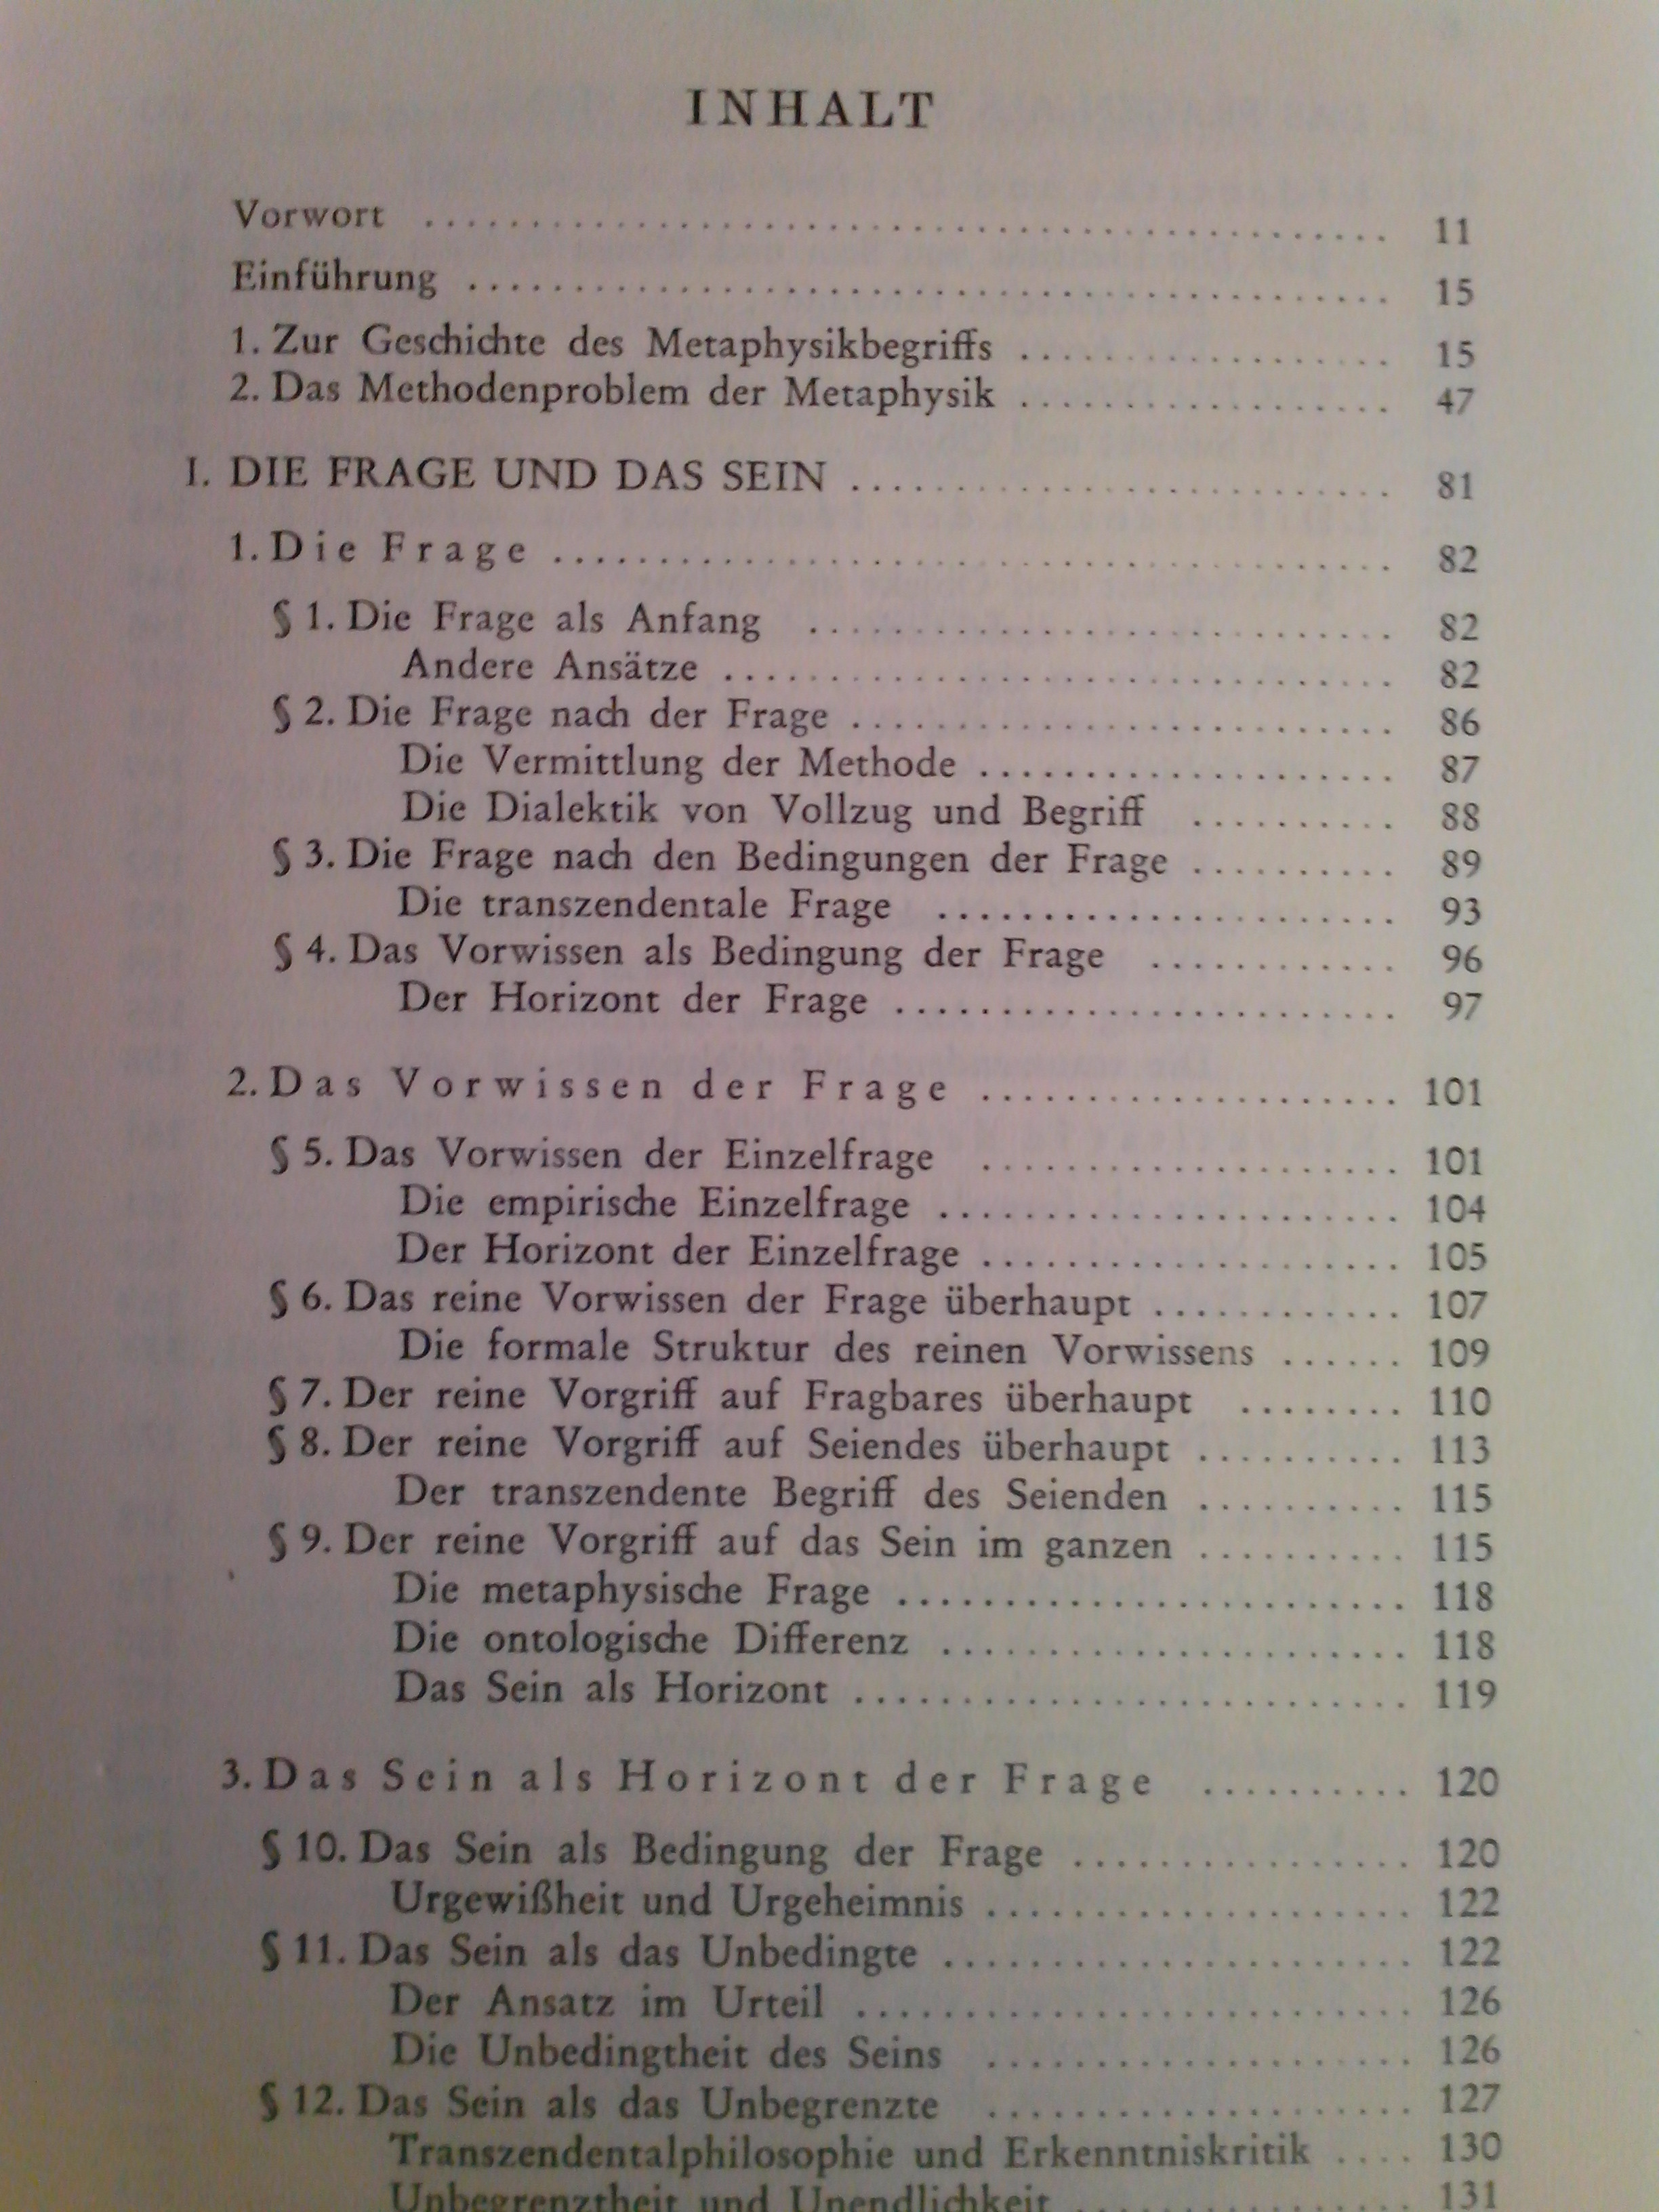 INHALT
Vorwort .............................................. 11
Einführung ............................................ 15
1. Zur Geschichte des Metaphysikbegriffs .................. 15
2. Das Methodenproblem der Metaphysik .................. 47
I. DIE FRAGE UND DAS SEIN .......................... 81
1. Die Frage ........................................ 82
§ 1. Die Frage als Anfang ............................ 82
Andere Ansätze ................................ 82
§ 2. Die Frage nach der Frage .......................... 86
Die Vermittlung der Methode .................... 87
Die Dialektik von Vollzug und Begriff .......... 88
§ 3. Die Frage nach den Bedingungen der Frage .......... 89
Die transzendentale Frage ...................... 93
§ 4. Das Vorwissen als Bedingung der Frage ............ 96
Der Horizont der Frage ........................ 97
2. Das Vorwissen der Frage .................... 101
§ 5. Das Vorwissen der Einzelfrage .................... 101
Die empirische Einzelfrage ...................... 104
Der Horizont der Einzelfrage .................... 105
§ 6. Das reine Vorwissen der Frage überhaupt ............ 107
Die formale Struktur des reinen Vorwissens ...... 109
§ 7. Der reine Vorgriff auf Fragbares überhaupt ........ 110
§ 8. Der reine Vorgriff auf Seiendes überhaupt .......... 113
Der transzendente Begriff des Seienden .......... 115
§ 9. Der reine Vorgriff auf das Sein im ganzen .......... 115
Die metaphysische Frage ........................ 118
Die ontologische Differenz ...................... 118
Das Sein als Horizont .......................... 119
3. Das Sein als Horizont der Frage .......... 120
§ 10. Das Sein als Bedingung der Frage ................ 120
Urgewißheit und Urgeheimnis .................... 122
§ 11. Das Sein als das Unbedingte ...................... 122
Der Ansatz im Urteil .......................... 126
Die Unbedingtheit des Seins .................... 126
§ 12. Das Sein als das Unbegrenzte .................... 127
Transzendentalphilosophie und Erkenntniskritik .... 130
Unbegrenztheit und Unendlichkeit ................ 131